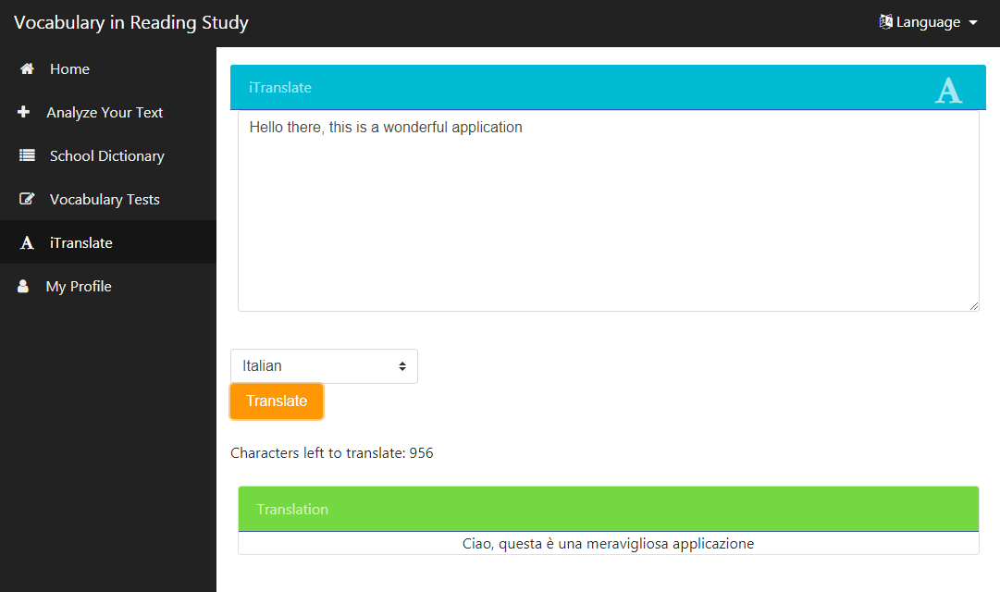 Vocabulary in Reading Study
Language
Home
Analyze Your Text
School Dictionary
Vocabulary Tests
iTranslate
My Profile
iTranslate
A
Hello there, this is a wonderful application
Italian
Translate
Characters left to translate: 956
Translation
Ciao, questa è una meravigliosa applicazione